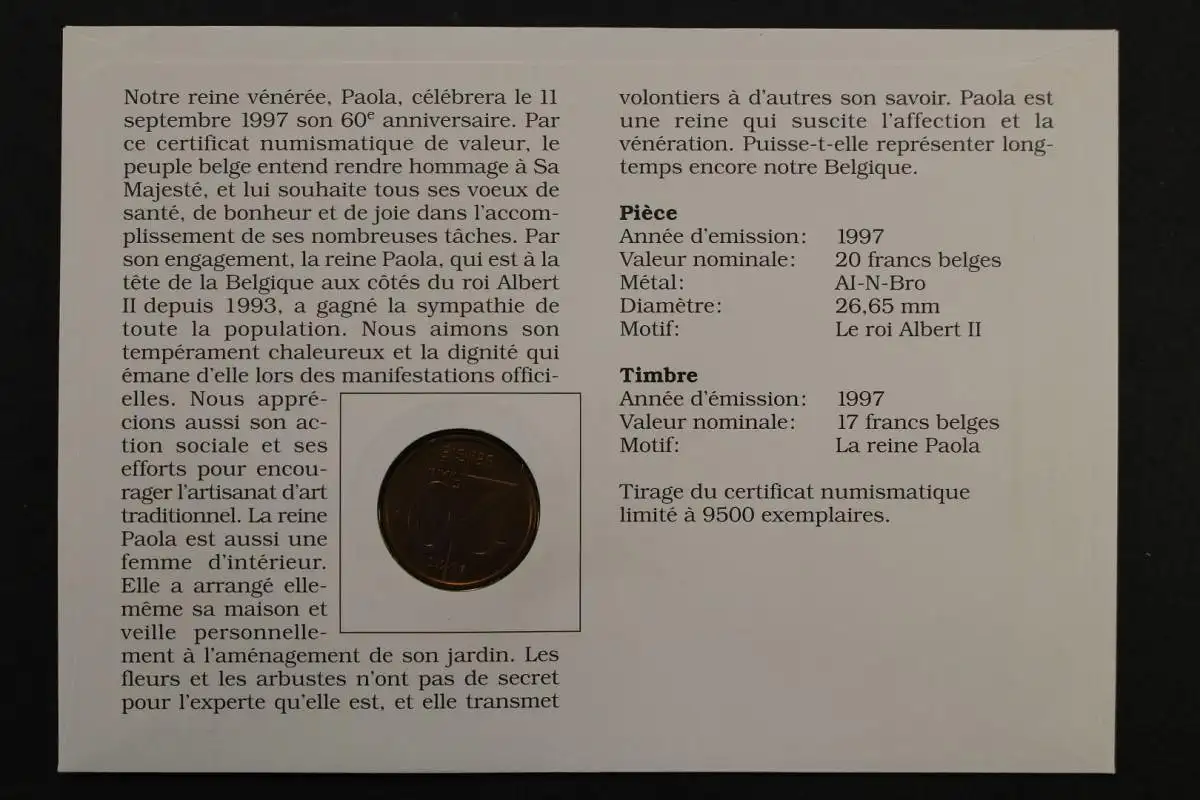 Notre reine vénérée, Paola, célébrera le 11
septembre 1997 son 60e anniversaire. Par
ce certificat numismatique de valeur, le
peuple belge entend rendre hommage à Sa
Majesté, et lui souhaite tous ses voeux de
santé, de bonheur et de joie dans l'accom-
plissement de ses nombreuses tâches. Par
son engagement, la reine Paola, qui est à la
tête de la Belgique aux côtés du roi Albert
II depuis 1993, a gagné la sympathie de
toute la population. Nous aimons son
tempérament chaleureux et la dignité qui
émane d'elle lors des manifestations offici-
elles. Nous appré-
cions aussi son ac-
tion sociale et ses
efforts pour encou-
rager l'artisanat d'art
traditionnel. La reine
Paola est aussi une
femme d'intérieur.
Elle a arrangé elle-
même sa maison et
veille personnelle-
ment à l'aménagement de son jardin. Les
fleurs et les arbustes n'ont pas de secret
pour l'experte qu'elle est, et elle transmet
volontiers à d'autres son savoir. Paola est
une reine qui suscite l'affection et la
vénération. Puisse-t-elle représenter long-
temps encore notre Belgique.
Pièce
Année d'emission: 1997
Valeur nominale: 20 francs belges
Métal: Al-N-Bro
Diamètre: 26,65 mm
Motif: Le roi Albert II
Timbre
Année d'émission: 1997
Valeur nominale: 17 francs belges
Motif: La reine Paola
Tirage du certificat numismatique
limité à 9500 exemplaires.